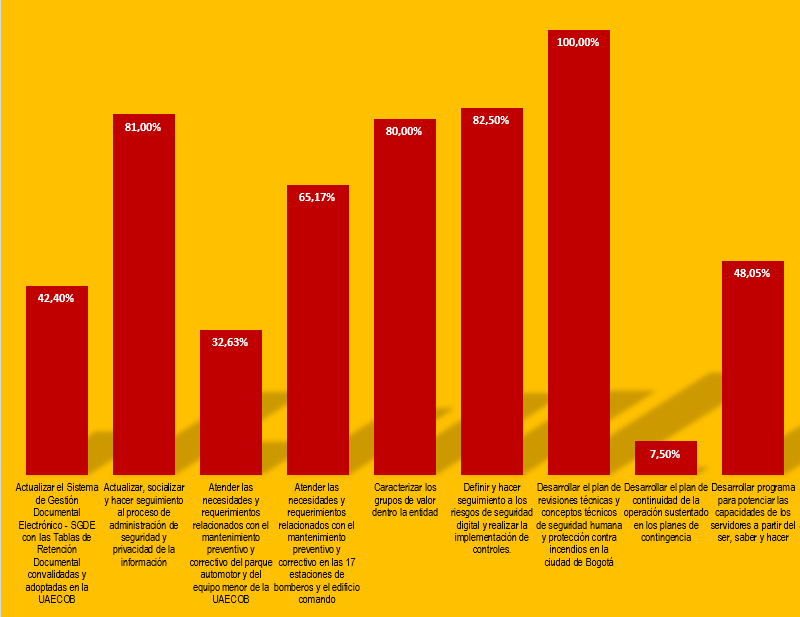 42,40%
81,00%
32,63%
65,17%
80,00%
82,50%
100,00%
7,50%
48,05%
Actualizar el Sistema
de Gestión
Documental
Electrónico - SGDE
con las Tablas de
Retención
Documental
convalidadas y
adoptadas en la
UAECOB
Actualizar, socializar
y hacer seguimiento
al proceso de
administración de
seguridad y
privacidad de la
información
Atender las
necesidades y
requerimientos
relacionados con el
mantenimiento
preventivo y
correctivo del parque
automotor y del
equipo menor de la
UAECOB
Atender las
necesidades y
requerimientos
relacionados con el
mantenimiento
preventivo y
correctivo en las 17
estaciones de
bomberos y el edificio
comando
Caracterizar los
grupos de valor
dentro la entidad
Definir y hacer
seguimiento a los
riesgos de seguridad
digital y realizar la
implementación de
controles.
Desarrollar el plan de
revisiones técnicas y
conceptos técnicos
de seguridad humana
y protección contra
incendios en la
ciudad de Bogotá
Desarrollar el plan de
continuidad de la
operación sustentado
en los planes de
contingencia
Desarrollar programa
para potenciar las
capacidades de los
servidores a partir del
ser, saber y hacer